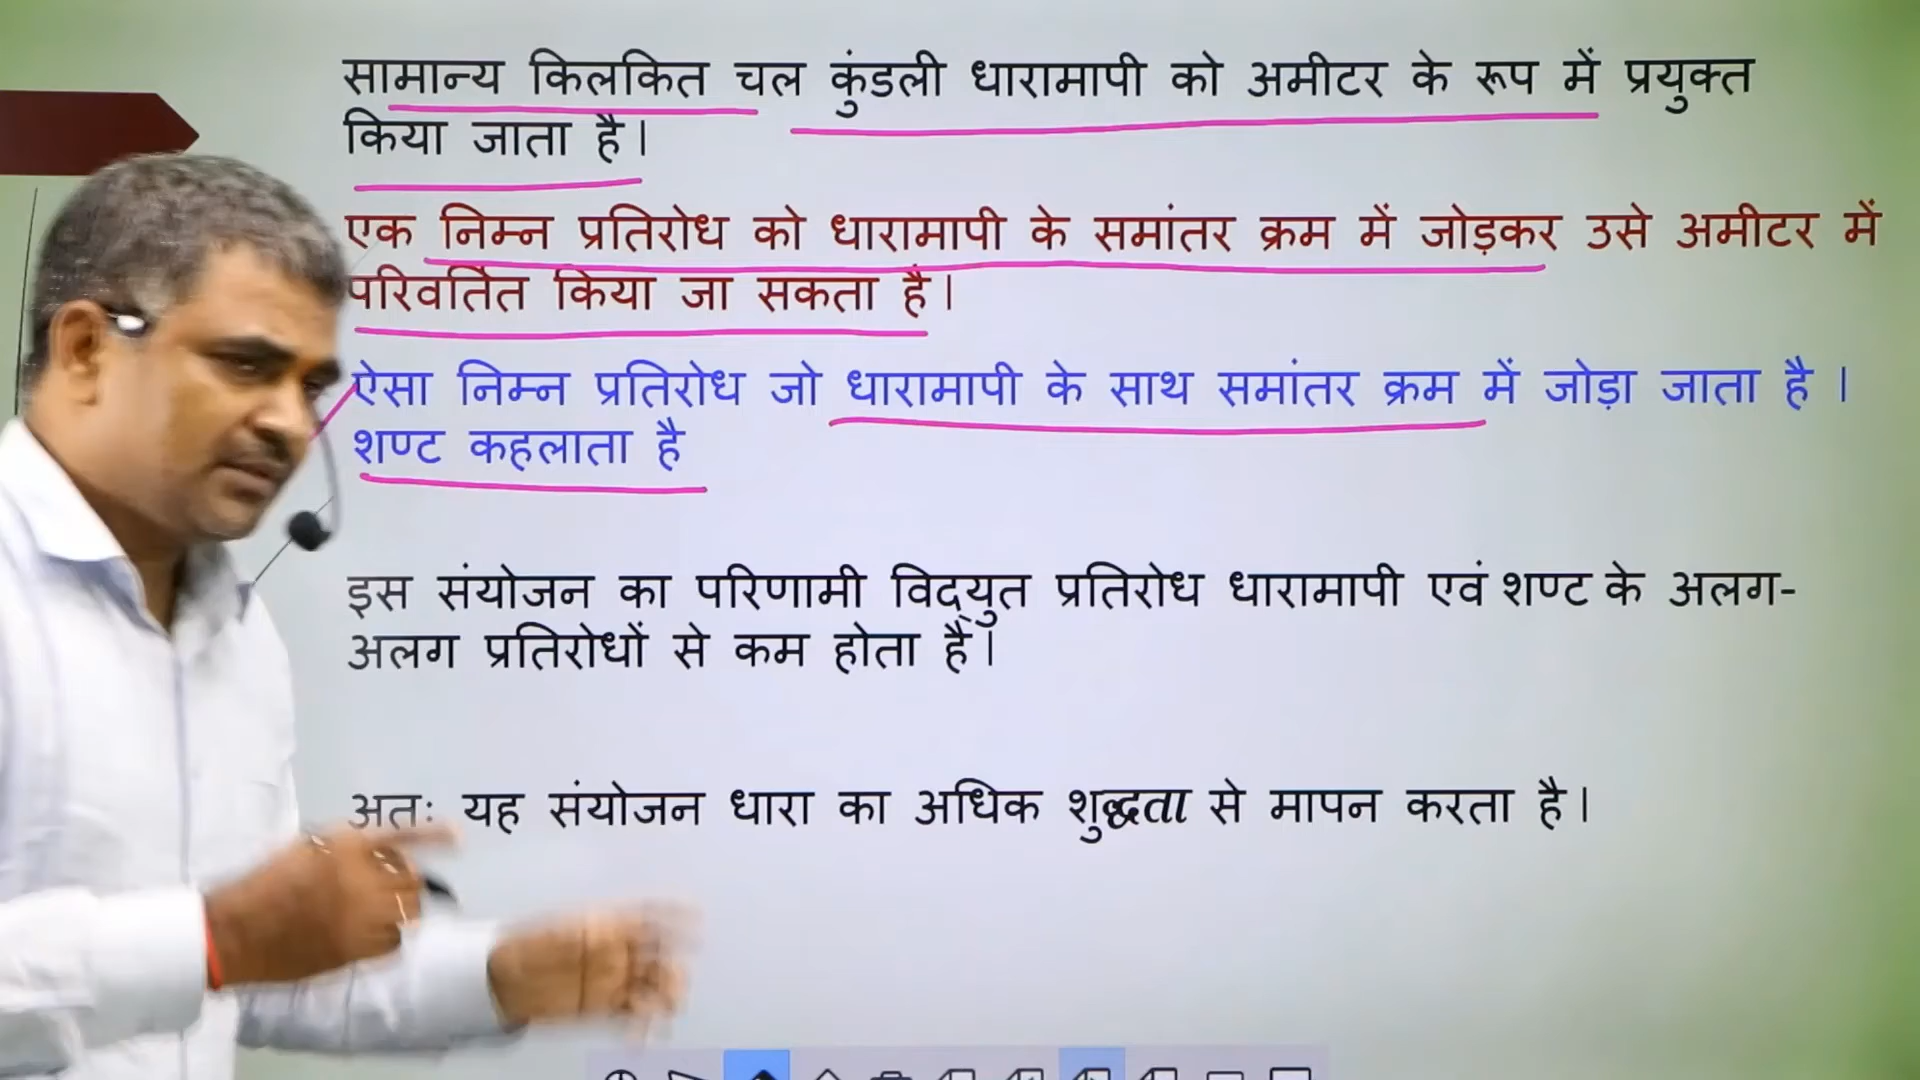 सामान्य किलकित चल कुंडली धारामापी को अमीटर के रूप में प्रयुक्त
किया जाता है।
एक निम्न प्रतिरोध को धारामापी के समांतर क्रम में जोड़कर उसे अमीटर में
परिवर्तित किया जा सकता है।
ऐसा निम्न प्रतिरोध जो धारामापी के साथ समांतर क्रम में जोड़ा जाता है ।
शण्ट कहलाता है
इस संयोजन का परिणामी विद्युत प्रतिरोध धारामापी एवं शण्ट के अलग-
अलग प्रतिरोधों से कम होता है।
अतः यह संयोजन धारा का अधिक शुद्धता से मापन करता है।